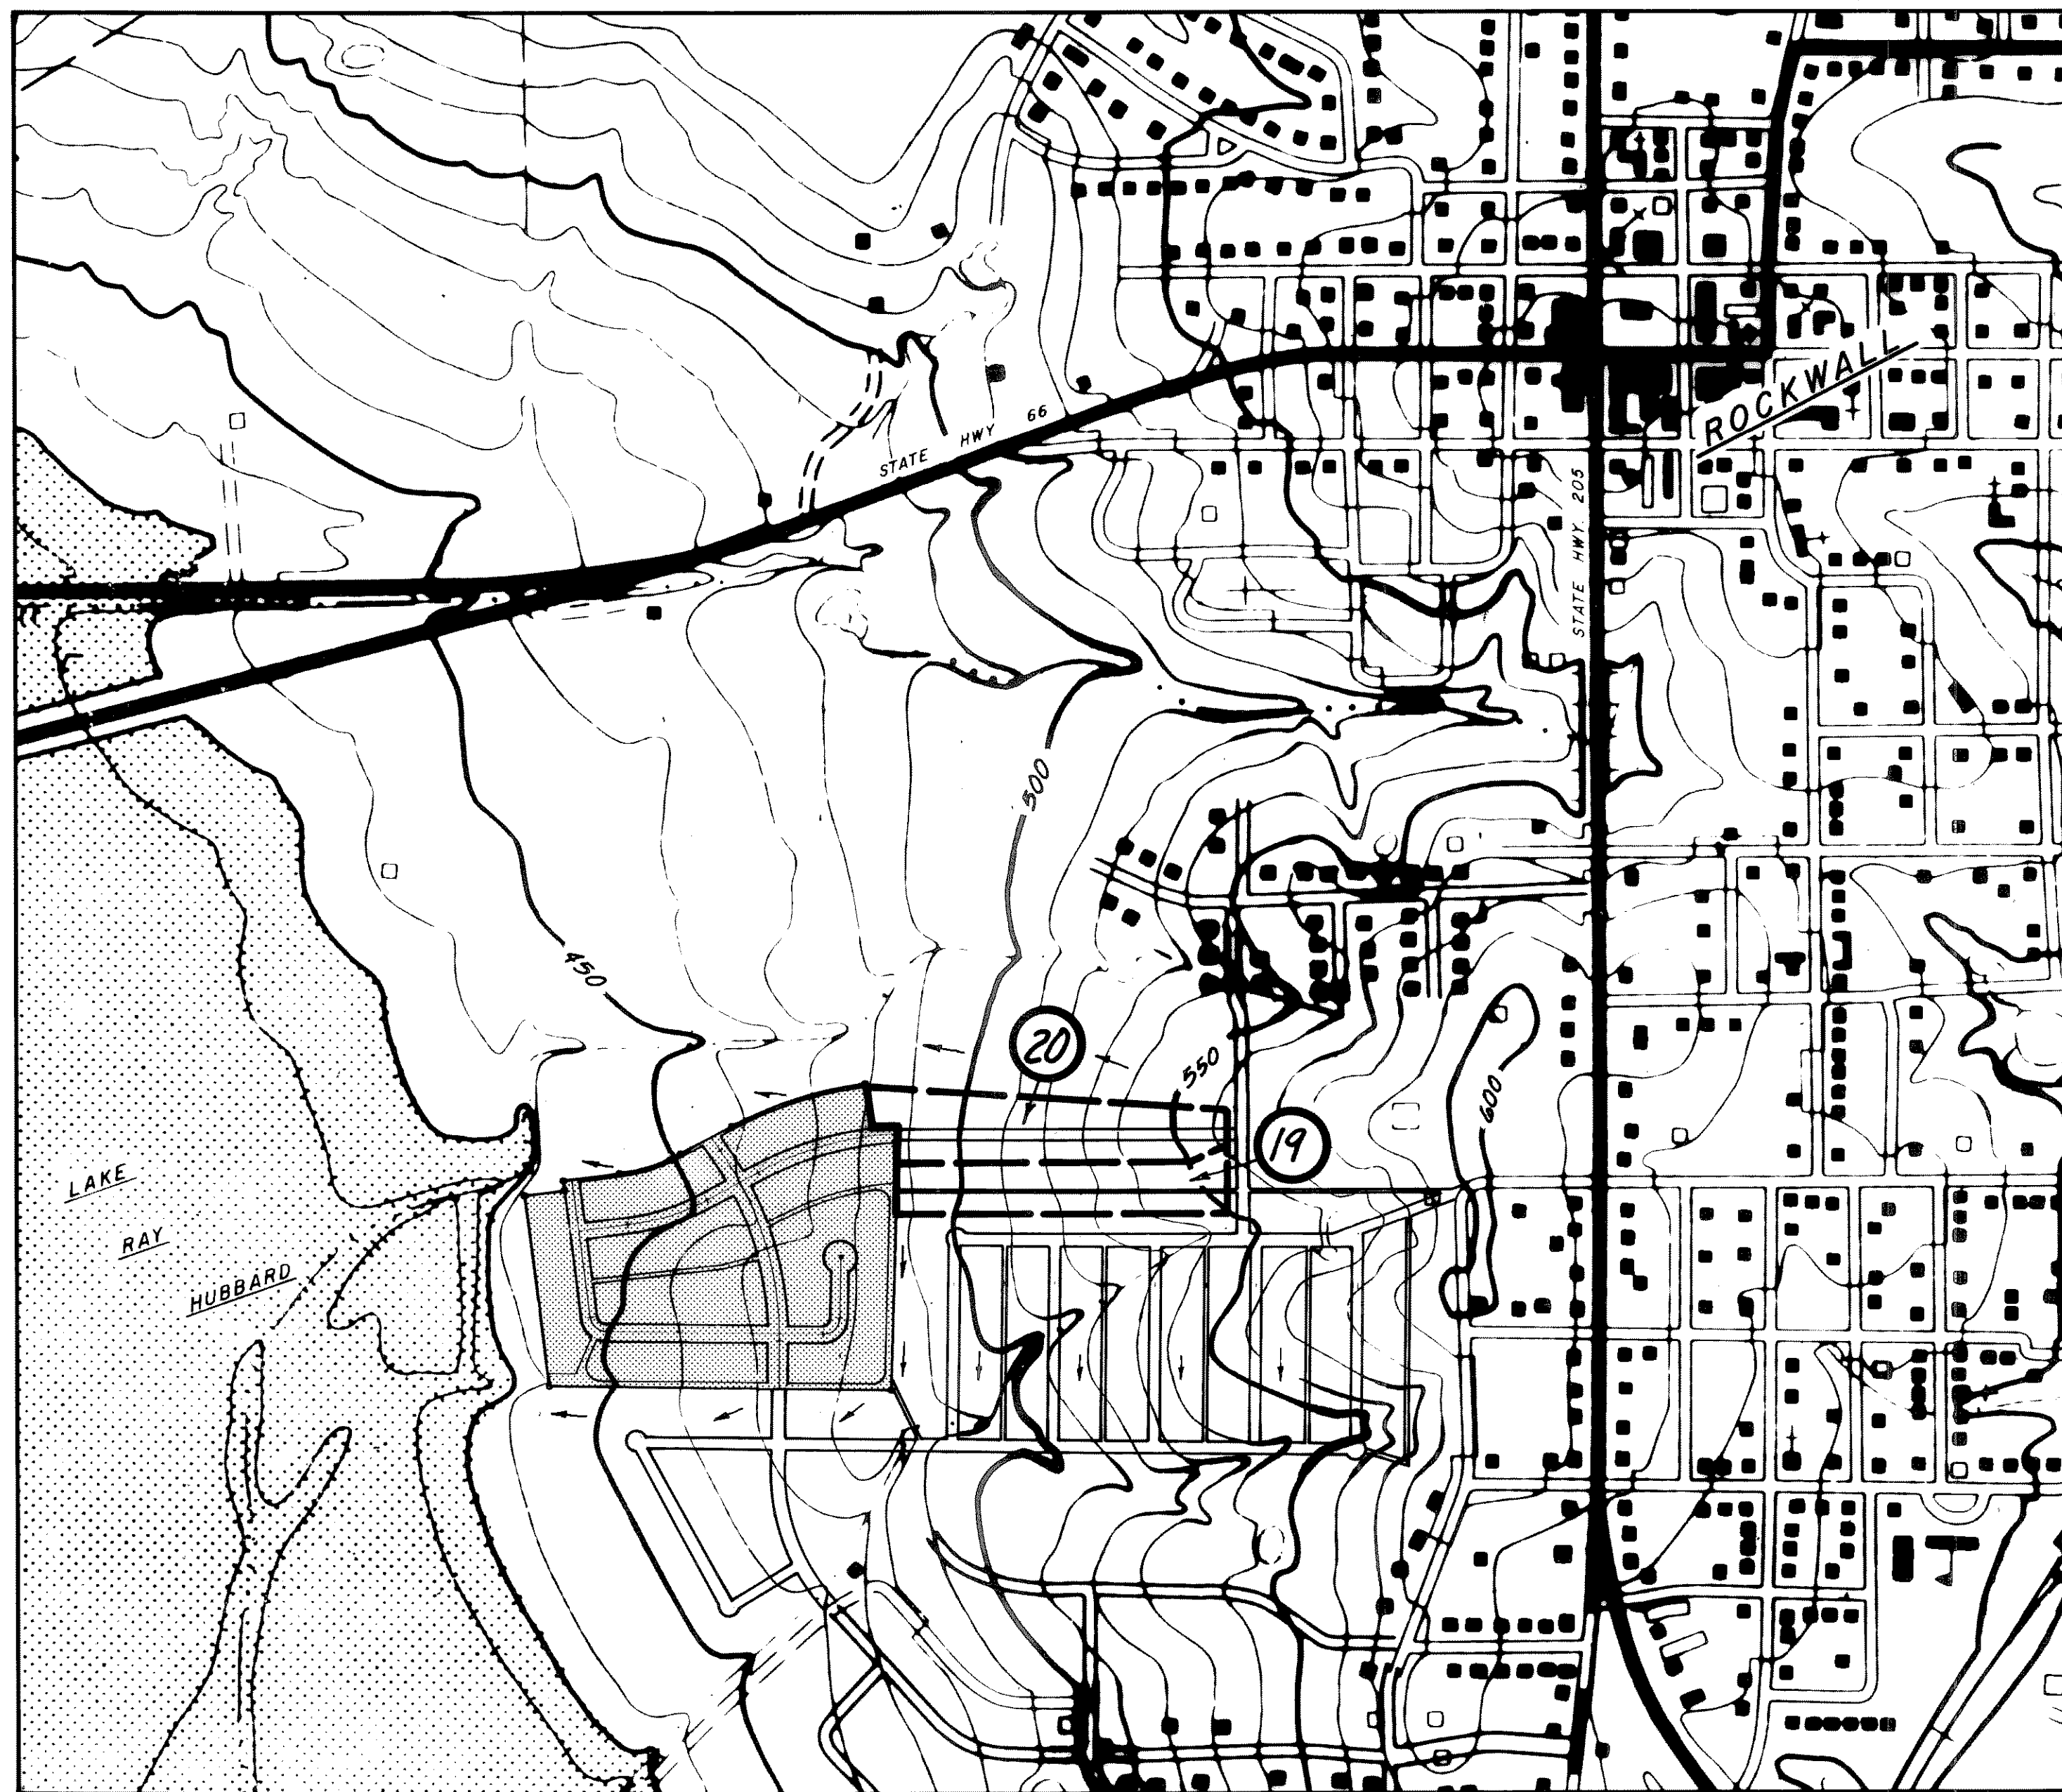 STATE HWY 66
ROCKWALL
STATE HWY. 205
500
450
20
550
600
19
LAKE
RAY
HUBBARD